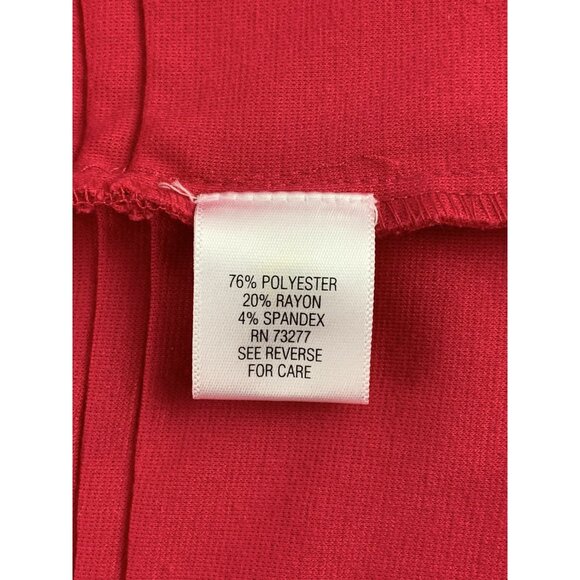 76% POLYESTER
20% RAYON
4% SPANDEX
RN 73277
SEE REVERSE
FOR CARE